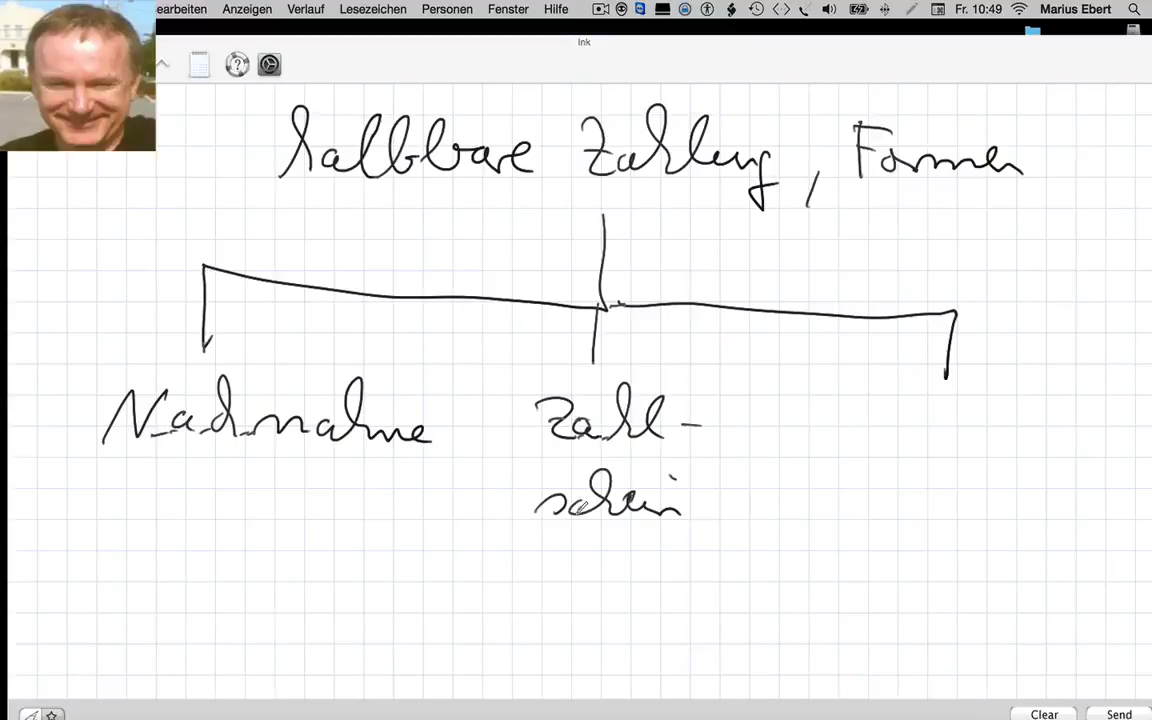 earbeiten Anzeigen Verlauf Lesezeichen Personen Fenster Hilfe Fr. 10:49 Marius Ebert
Ink
halbbare Zahlung, Formen
Nachnahme Zahl-
schein
Clear Send